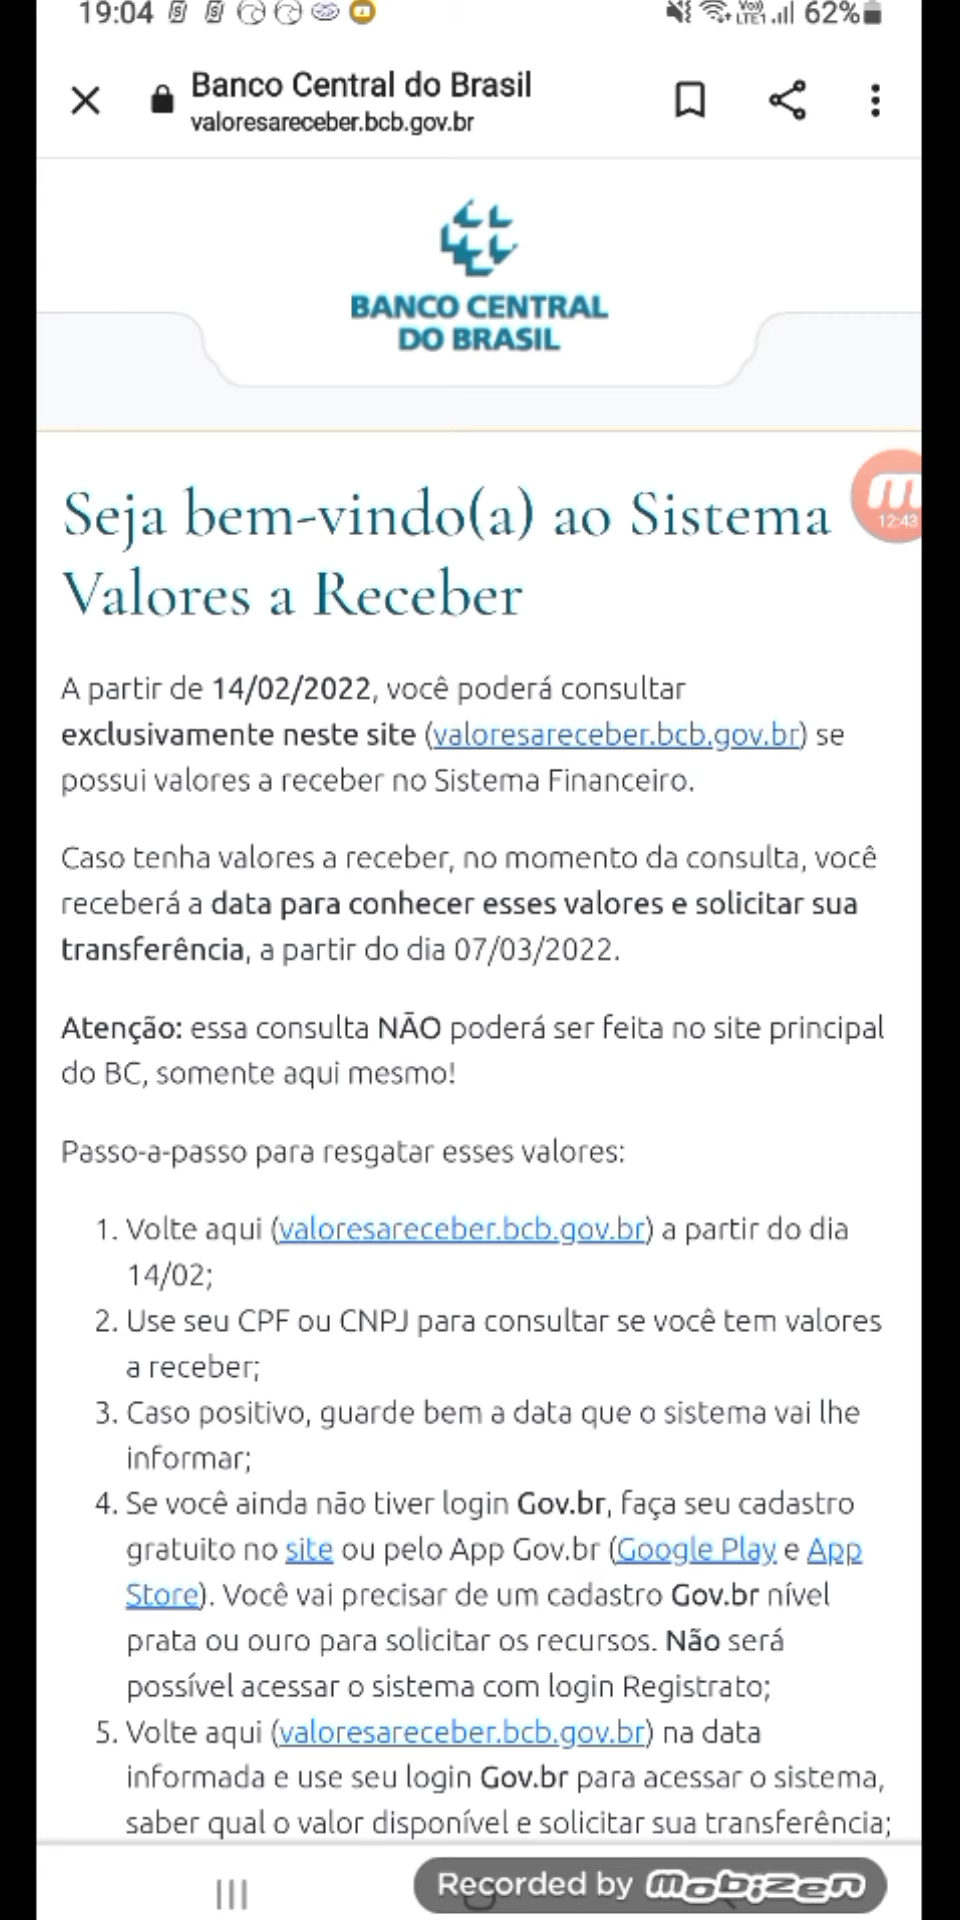 19:04
Vo))
LTE1
62%
Banco Central do Brasil
valoresareceber.bcb.gov.br
BANCO CENTRAL
DO BRASIL
Seja bem-vindo(a) ao Sistema
Valores a Receber
12:43
A partir de 14/02/2022, você poderá consultar
exclusivamente neste site (valoresareceber.bcb.gov.br) se
possui valores a receber no Sistema Financeiro.
Caso tenha valores a receber, no momento da consulta, você
receberá a data para conhecer esses valores e solicitar sua
transferência, a partir do dia 07/03/2022.
Atenção: essa consulta NÃO poderá ser feita no site principal
do BC, somente aqui mesmo!
Passo-a-passo para resgatar esses valores:
1. Volte aqui (valoresareceber.bcb.gov.br) a partir do dia
14/02;
2. Use seu CPF ou CNPJ para consultar se você tem valores
a receber;
3. Caso positivo, guarde bem a data que o sistema vai lhe
informar;
4. Se você ainda não tiver login Gov.br, faça seu cadastro
gratuito no site ou pelo App Gov.br (Google Play e App
Store). Você vai precisar de um cadastro Gov.br nível
prata ou ouro para solicitar os recursos. Não será
possível acessar o sistema com login Registrato;
5. Volte aqui (valoresareceber.bcb.gov.br) na data
informada e use seu login Gov.br para acessar o sistema,
saber qual o valor disponível e solicitar sua transferência;
Recorded by mobizen